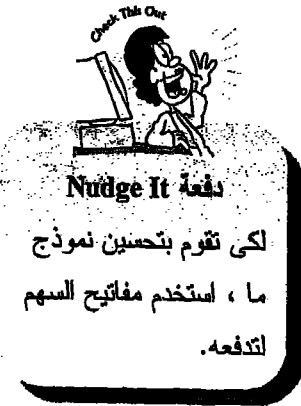 Check This Out
دفعة Nudge It
لكى تقوم بتحسين نموذج
ما ، استخدم مفاتيح السهم
لتدفعه .